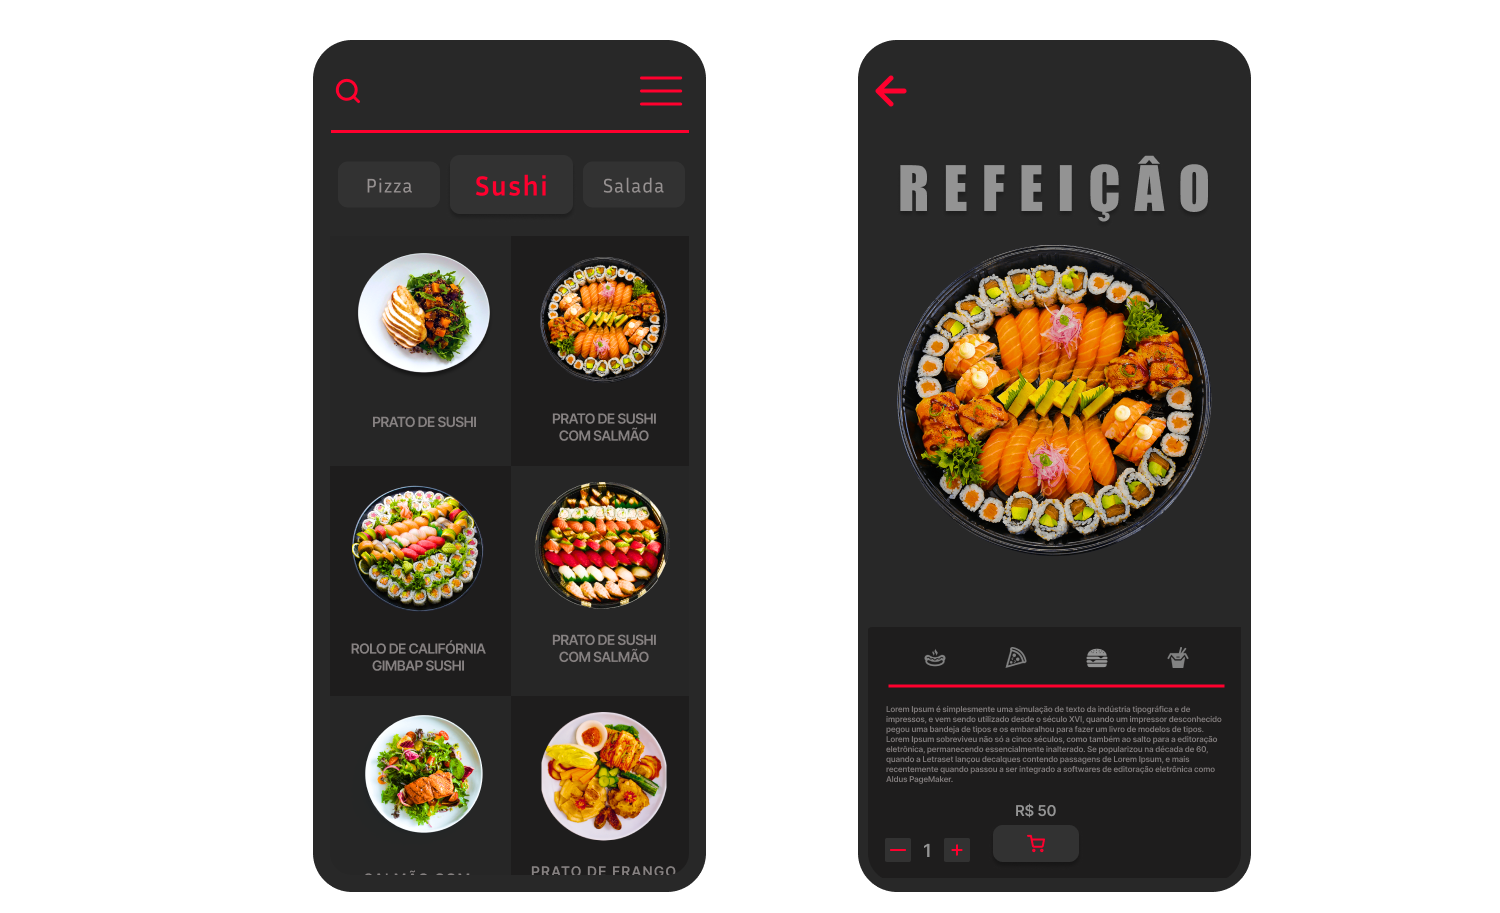 Pizza
Sushi
Salada
PRATO DE SUSHI
PRATO DE SUSHI
COM SALMÃO
ROLO DE CALIFÓRNIA
GIMBAP SUSHI
PRATO DE SUSHI
COM SALMÃO
SALMÃO COM
PRATO DE FRANGO
REFEIÇÂO
Lorem Ipsum é simplesmente uma simulação de texto da indústria tipográfica e de
impressos, e vem sendo utilizado desde o século XVI, quando um impressor desconhecido
pegou uma bandeja de tipos e os embaralhou para fazer um livro de modelos de tipos.
Lorem Ipsum sobreviveu não só a cinco séculos, como também ao salto para a editoração
eletrônica, permanecendo essencialmente inalterado. Se popularizou na década de 60,
quando a Letraset lançou decalques contendo passagens de Lorem Ipsum, e mais
recentemente quando passou a ser integrado a softwares de editoração eletrônica como
Aldus PageMaker.
R$ 50
1